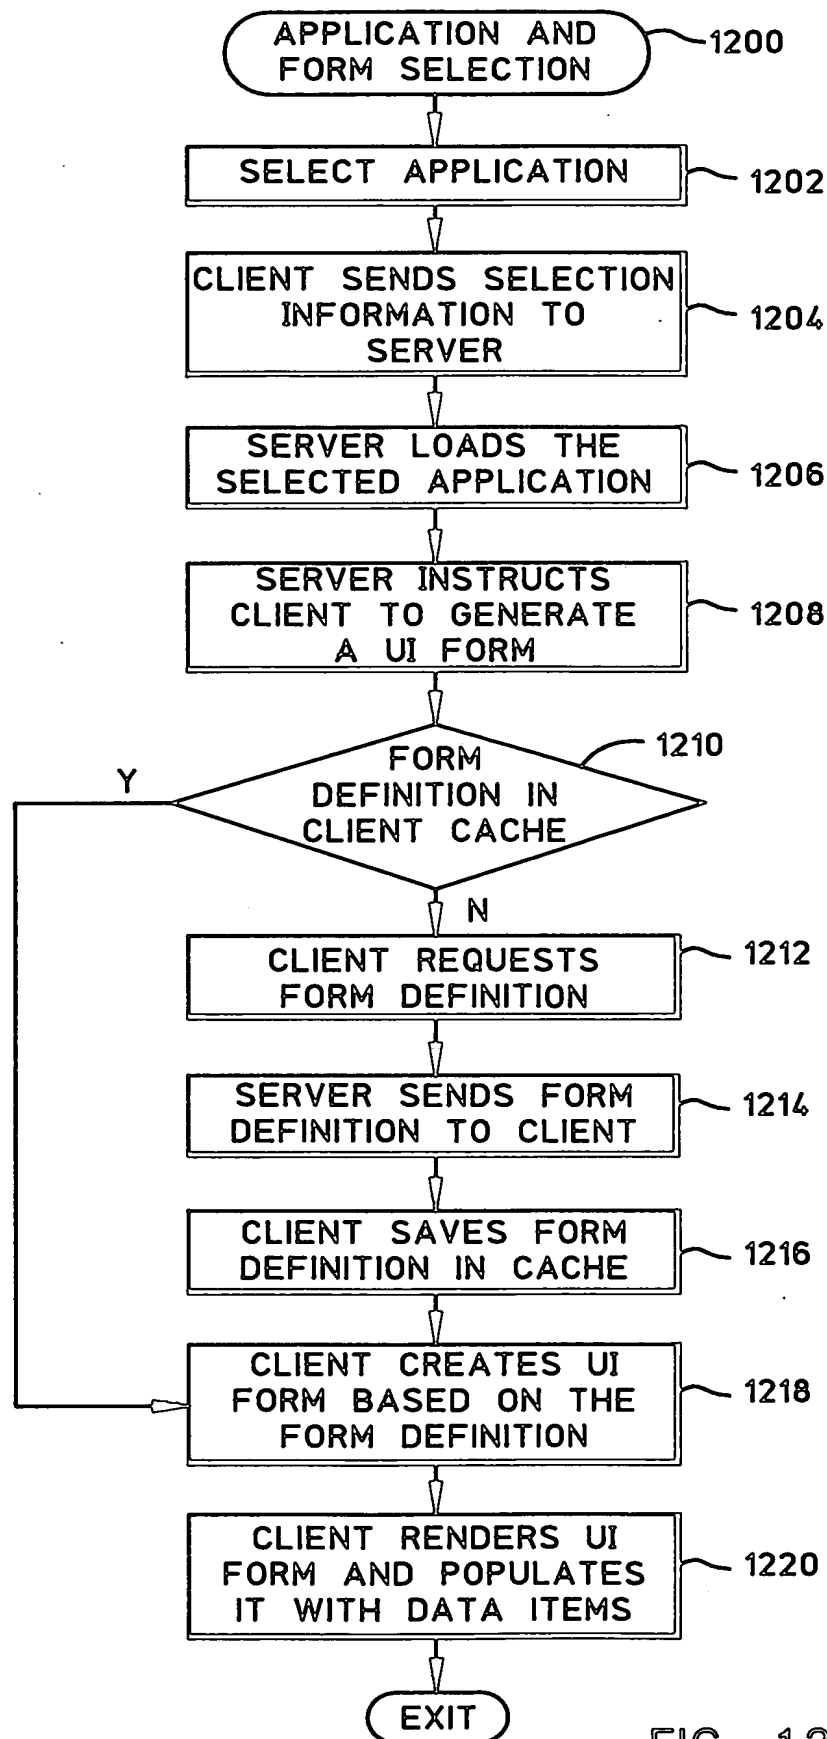 APPLICATION AND
FORM SELECTION
1200
SELECT APPLICATION
1202
CLIENT SENDS SELECTION
INFORMATION TO
SERVER
1204
SERVER LOADS THE
SELECTED APPLICATION
1206
SERVER INSTRUCTS
CLIENT TO GENERATE
A UI FORM
1208
FORM
DEFINITION IN
CLIENT CACHE
1210
Y
N
CLIENT REQUESTS
FORM DEFINITION
1212
SERVER SENDS FORM
DEFINITION TO CLIENT
1214
CLIENT SAVES FORM
DEFINITION IN CACHE
1216
CLIENT CREATES UI
FORM BASED ON THE
FORM DEFINITION
1218
CLIENT RENDERS UI
FORM AND POPULATES
IT WITH DATA ITEMS
1220
EXIT
FIG. 12